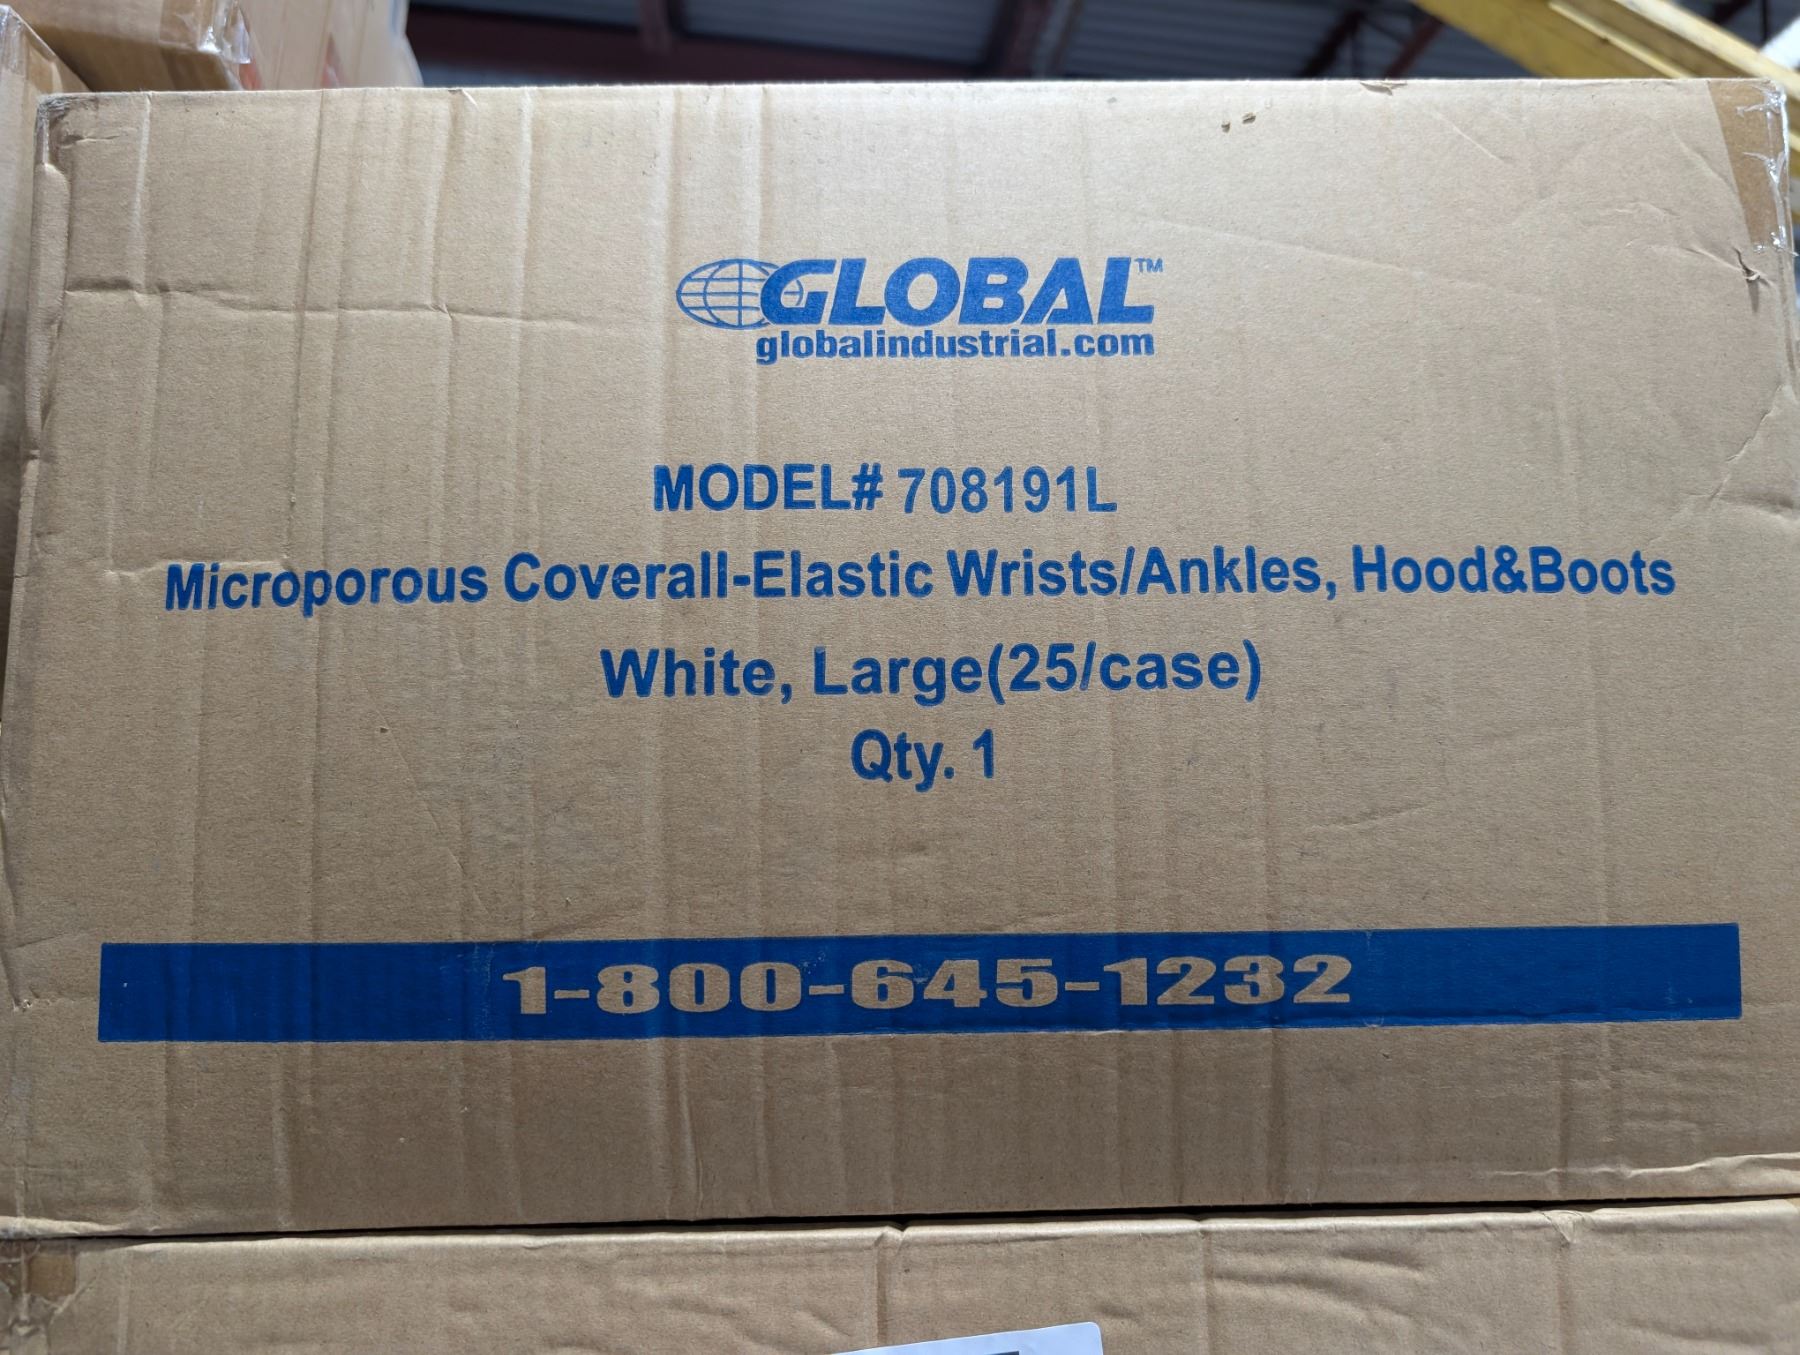 GLOBAL™
globalindustrial.com
MODEL# 708191L
Microporous Coverall-Elastic Wrists/Ankles, Hood&Boots
White, Large(25/case)
Qty. 1
1-800-645-1232